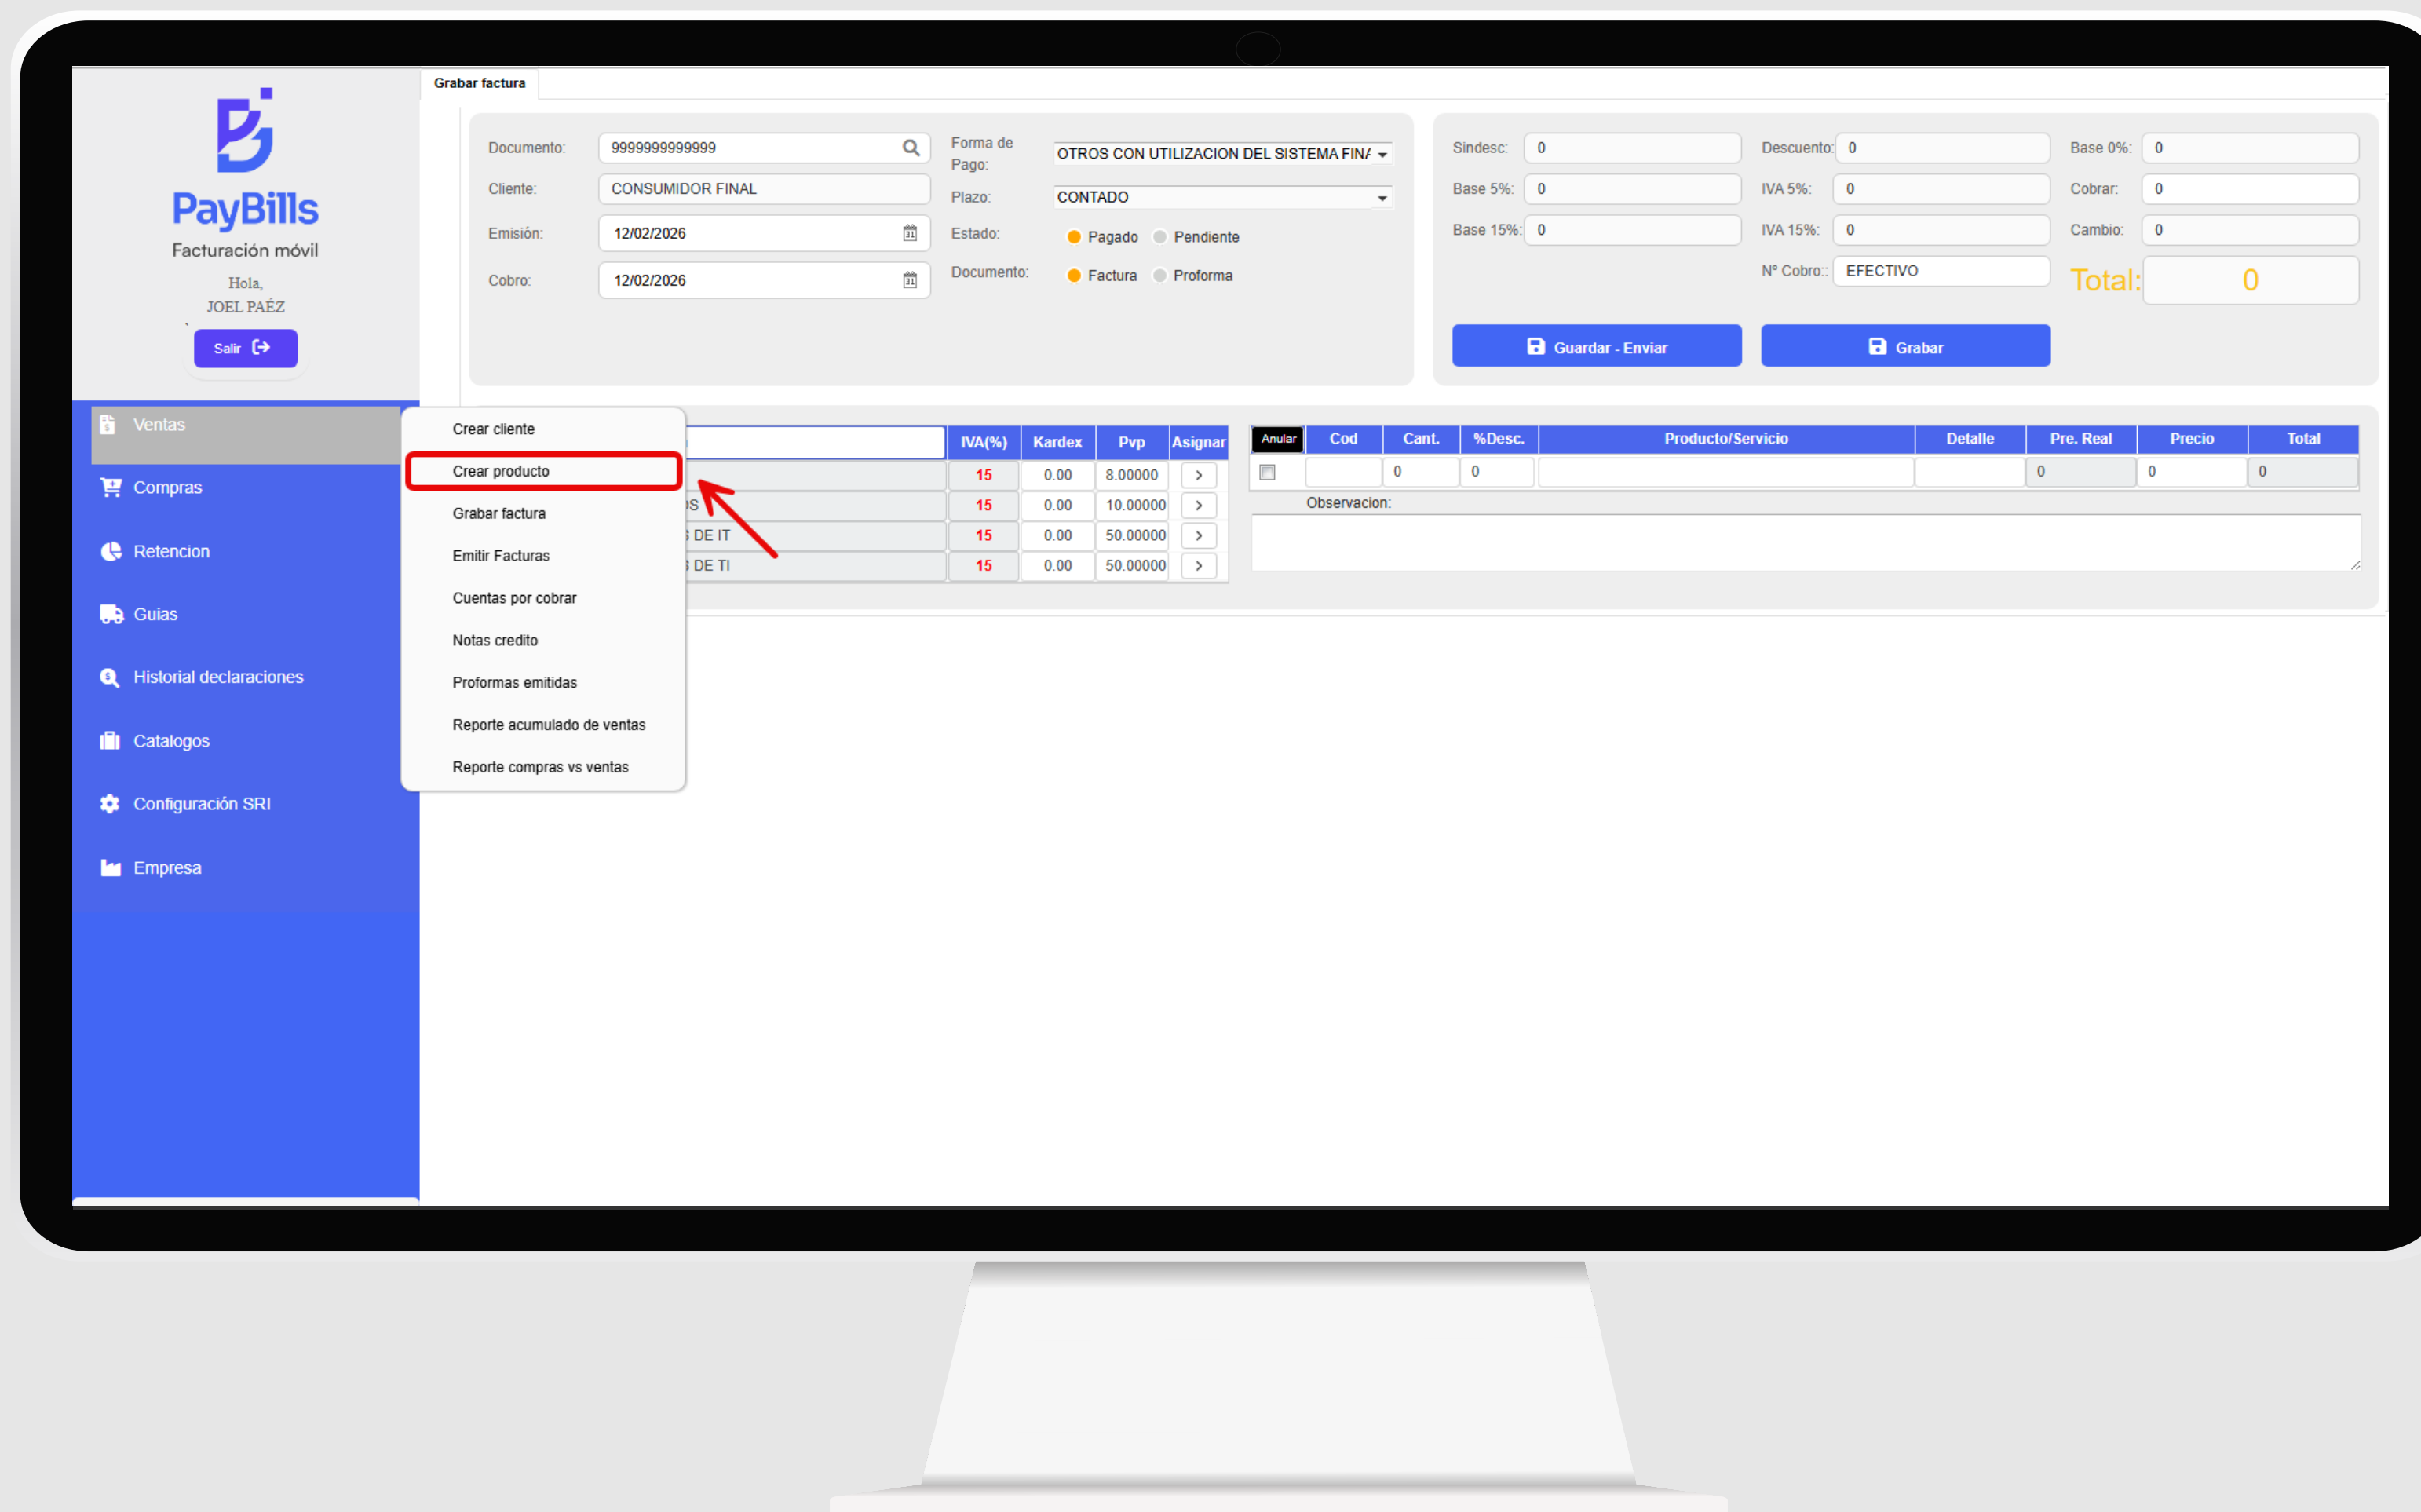 PayBills
Facturación móvil
Hola,
JOEL PAÉZ
Salir
Ventas
Compras
Retencion
Guias
Historial declaraciones
Catalogos
Configuración SRI
Empresa
Grabar factura
Documento: 9999999999999
Cliente: CONSUMIDOR FINAL
Emisión: 12/02/2026
Cobro: 12/02/2026
Forma de
Pago: OTROS CON UTILIZACION DEL SISTEMA
Plazo: CONTADO
Estado: Pagado Pendiente
Documento: Factura Proforma
Sindesc: 0 Descuento: 0 Base 0%: 0
Base 5%: 0 IVA 5%: 0 Cobrar: 0
Base 15%: 0 IVA 15%: 0 Cambio: 0
Nº Cobro:: EFECTIVO Total: 0
Guardar - Enviar Grabar
Crear cliente
Crear producto
Grabar factura
Emitir Facturas
Cuentas por cobrar
Notas credito
Proformas emitidas
Reporte acumulado de ventas
Reporte compras vs ventas
IVA(%) Kardex Pvp Asignar
15 0.00 8.00000 >
15 0.00 10.00000 >
DE IT 15 0.00 50.00000 >
DE TI 15 0.00 50.00000 >
Anular Cod Cant. %Desc. Producto/Servicio Detalle Pre. Real Precio Total
0 0 0 0 0
Observacion: